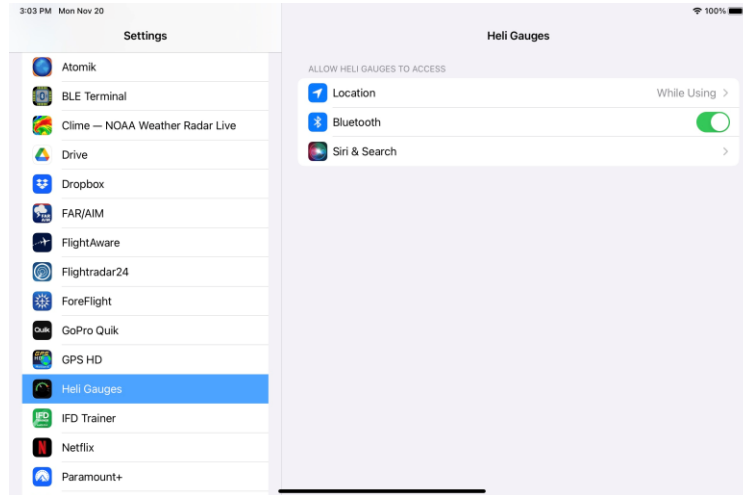 3:03 PM Mon Nov 20
100%
Settings
Atomik
BLE Terminal
Clime — NOAA Weather Radar Live
Drive
Dropbox
FAR/AIM
FlightAware
Flightradar24
ForeFlight
Quik
GoPro Quik
GPS HD
Heli Gauges
IFD
IFD Trainer
Netflix
Paramount+
Heli Gauges
ALLOW HELI GAUGES TO ACCESS
Location While Using
Bluetooth
Siri & Search